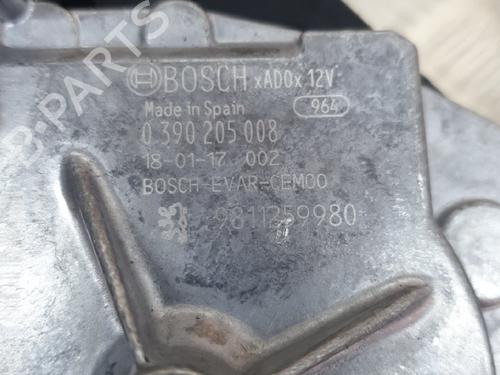 BOSCH xADOx 12V
Made in Spain 964
0 390 205 008
18-01-17 002
BOSCH-EVAR-CEM00
9811259980
B-PARTS